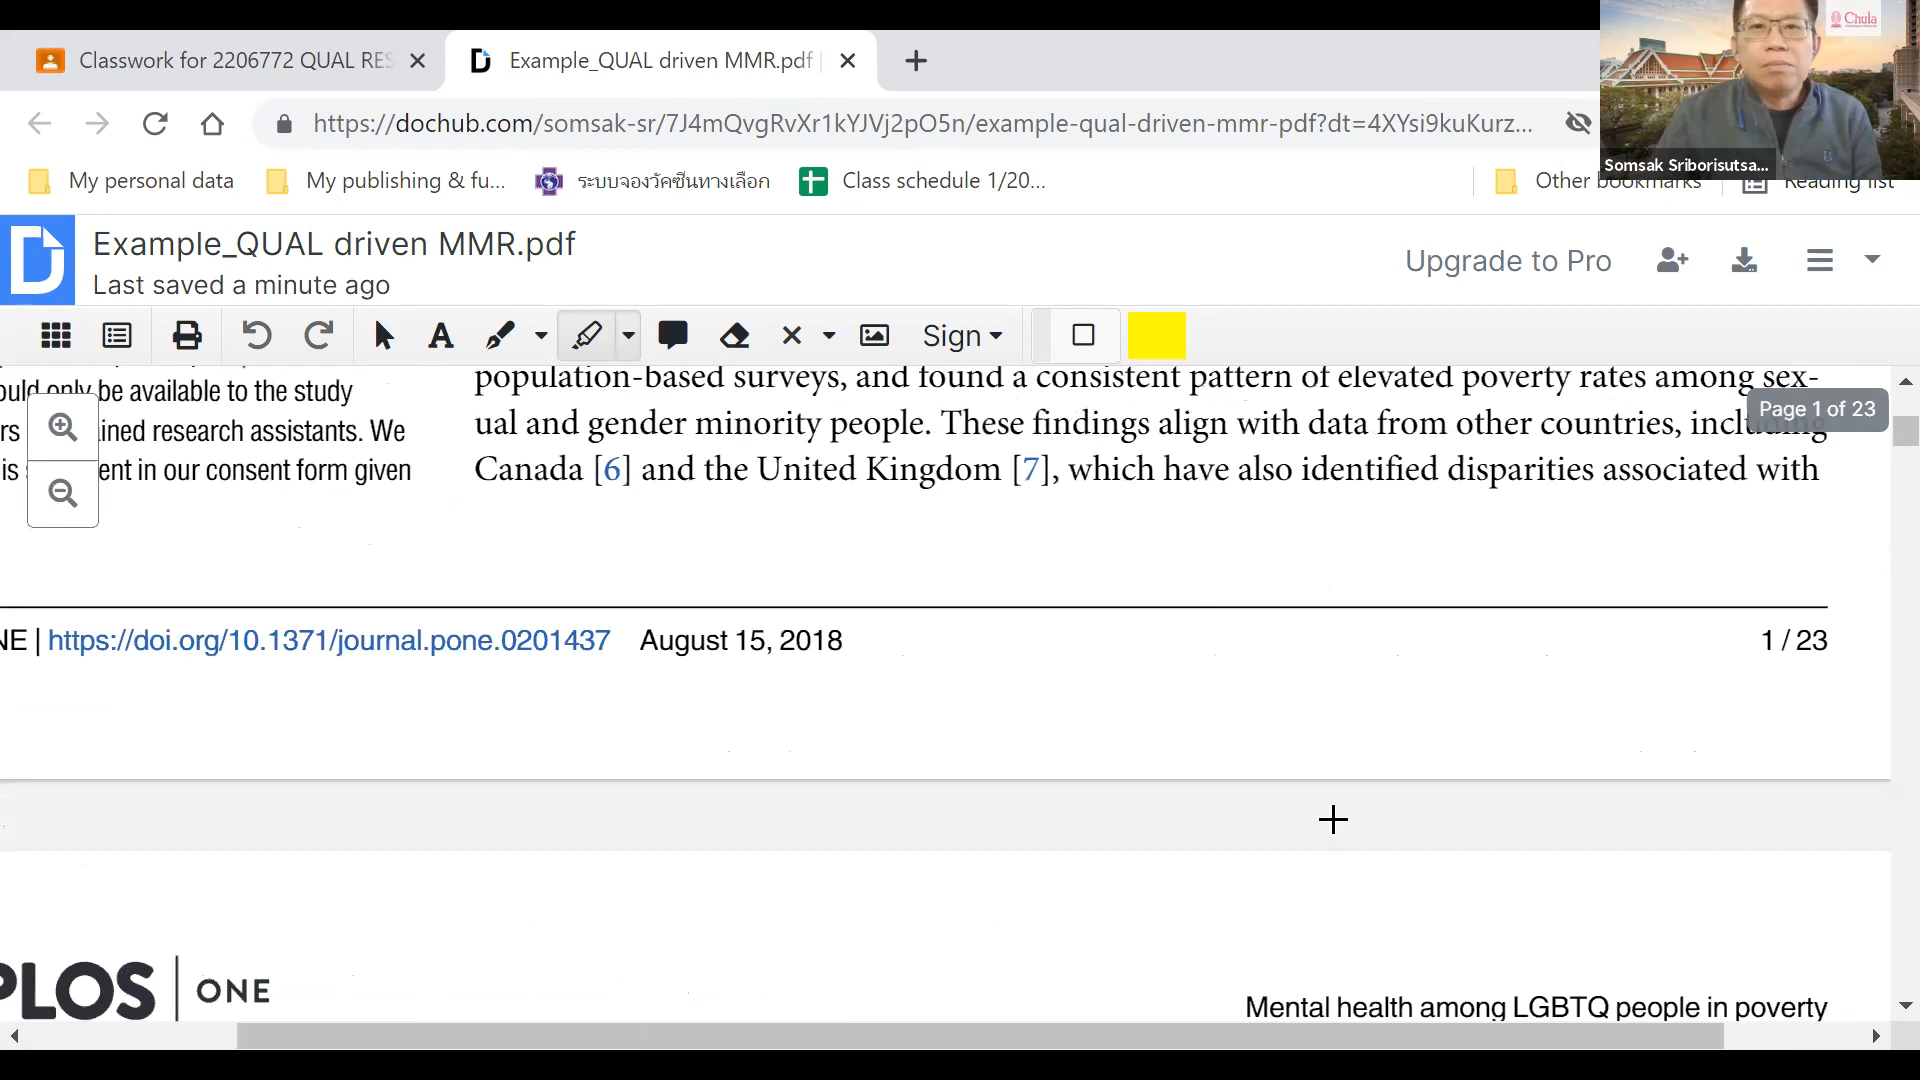 Classwork for 2206772 QUAL RES
Example_QUAL driven MMR.pdf
Chula
https://dochub.com/somsak-sr/7J4mQvgRvXr1kYJVj2pO5n/example-qual-driven-mmr-pdf?dt=4XYsi9kuKurz...
Somsak Sriborisutsa...
My personal data
My publishing & fu...
ระบบจองวัคซีนทางเลือก
Class schedule 1/20...
Other bookmarks
Reading list
Example_QUAL driven MMR.pdf
Last saved a minute ago
Upgrade to Pro
A
Sign
Page 1 of 23
only be available to the study
research assistants. We
in our consent form given
population-based surveys, and found a consistent pattern of elevated poverty rates among sex-
ual and gender minority people. These findings align with data from other countries, including
Canada [6] and the United Kingdom [7], which have also identified disparities associated with
NE | https://doi.org/10.1371/journal.pone.0201437 August 15, 2018
1 / 23
PLOS | ONE
Mental health among LGBTQ people in poverty